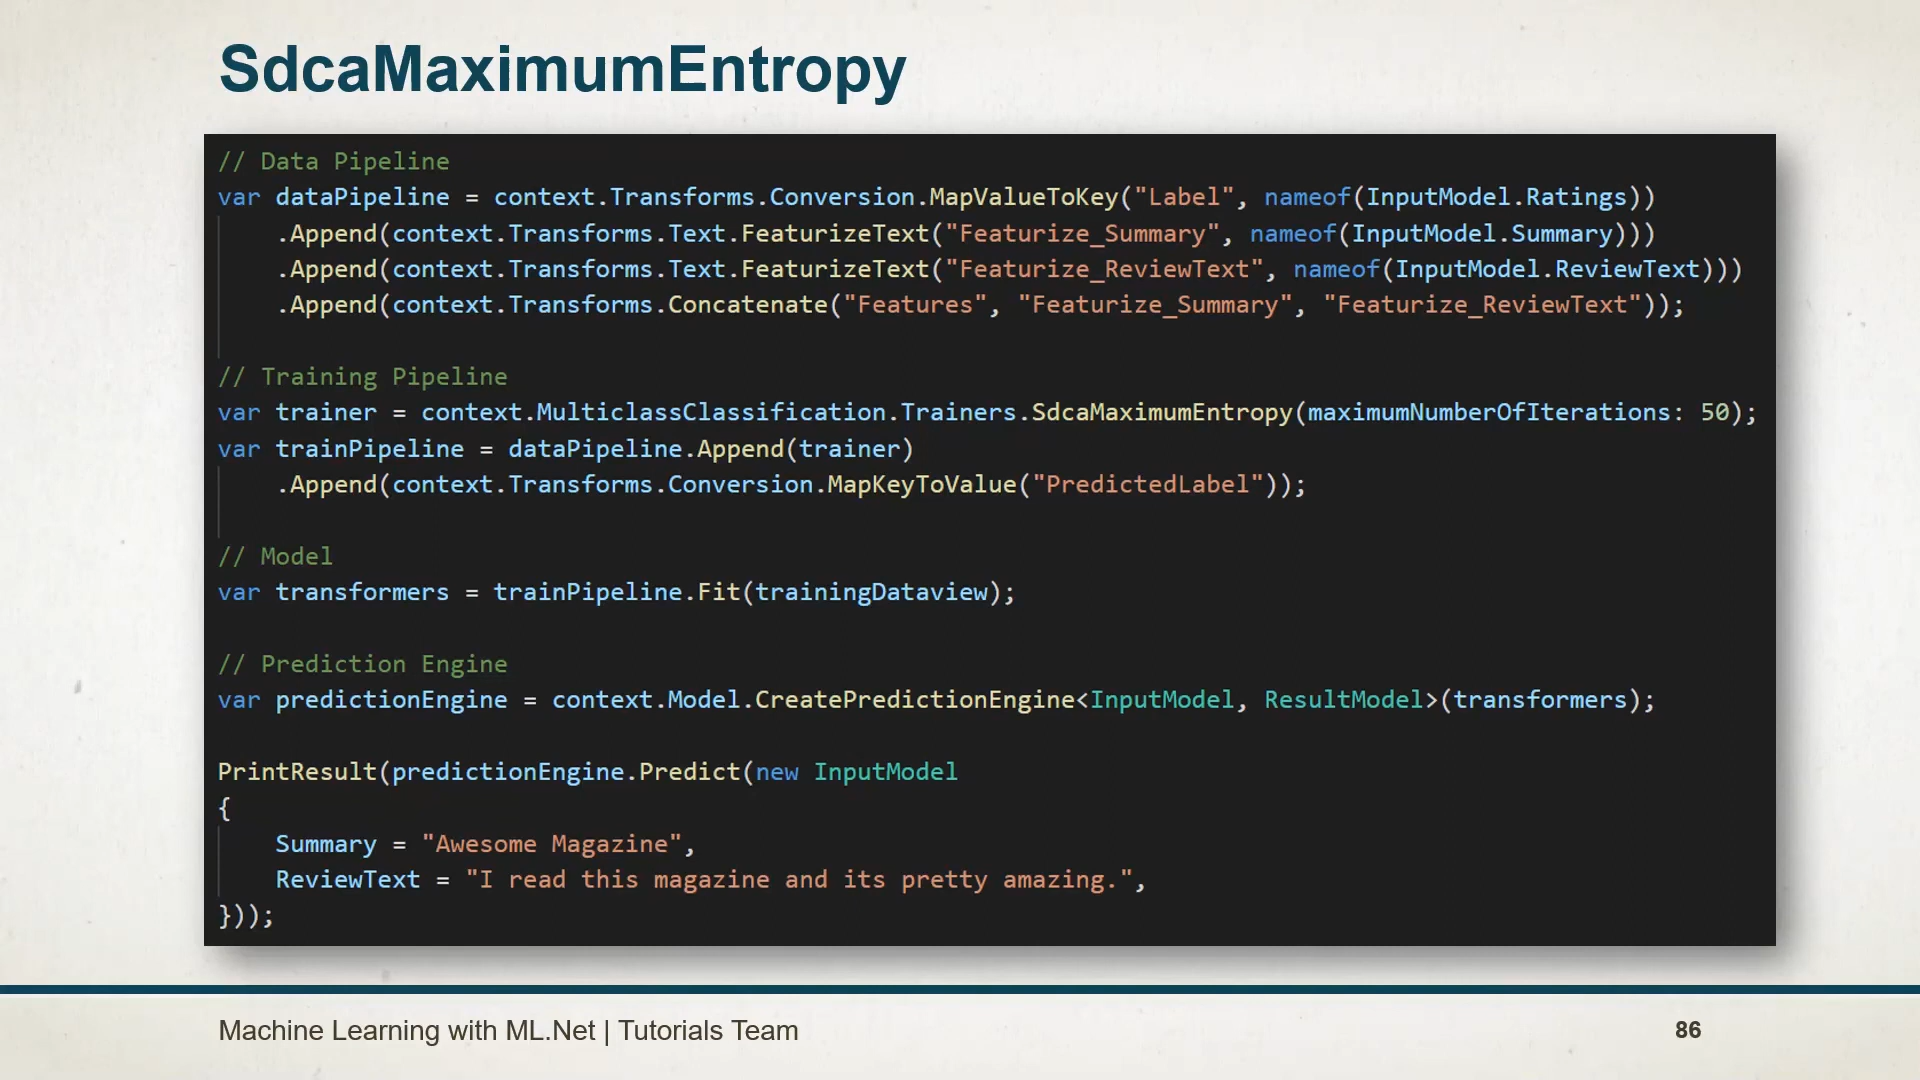 SdcaMaximumEntropy
// Data Pipeline
var dataPipeline = context.Transforms.Conversion.MapValueToKey("Label", nameof(InputModel.Ratings))
    .Append(context.Transforms.Text.FeaturizeText("Featurize_Summary", nameof(InputModel.Summary)))
    .Append(context.Transforms.Text.FeaturizeText("Featurize_ReviewText", nameof(InputModel.ReviewText)))
    .Append(context.Transforms.Concatenate("Features", "Featurize_Summary", "Featurize_ReviewText"));
// Training Pipeline
var trainer = context.MulticlassClassification.Trainers.SdcaMaximumEntropy(maximumNumberOfIterations: 50);
var trainPipeline = dataPipeline.Append(trainer)
    .Append(context.Transforms.Conversion.MapKeyToValue("PredictedLabel"));
// Model
var transformers = trainPipeline.Fit(trainingDataview);
// Prediction Engine
var predictionEngine = context.Model.CreatePredictionEngine<InputModel, ResultModel>(transformers);
PrintResult(predictionEngine.Predict(new InputModel
{
    Summary = "Awesome Magazine",
    ReviewText = "I read this magazine and its pretty amazing.",
}));
Machine Learning with ML.Net | Tutorials Team
86